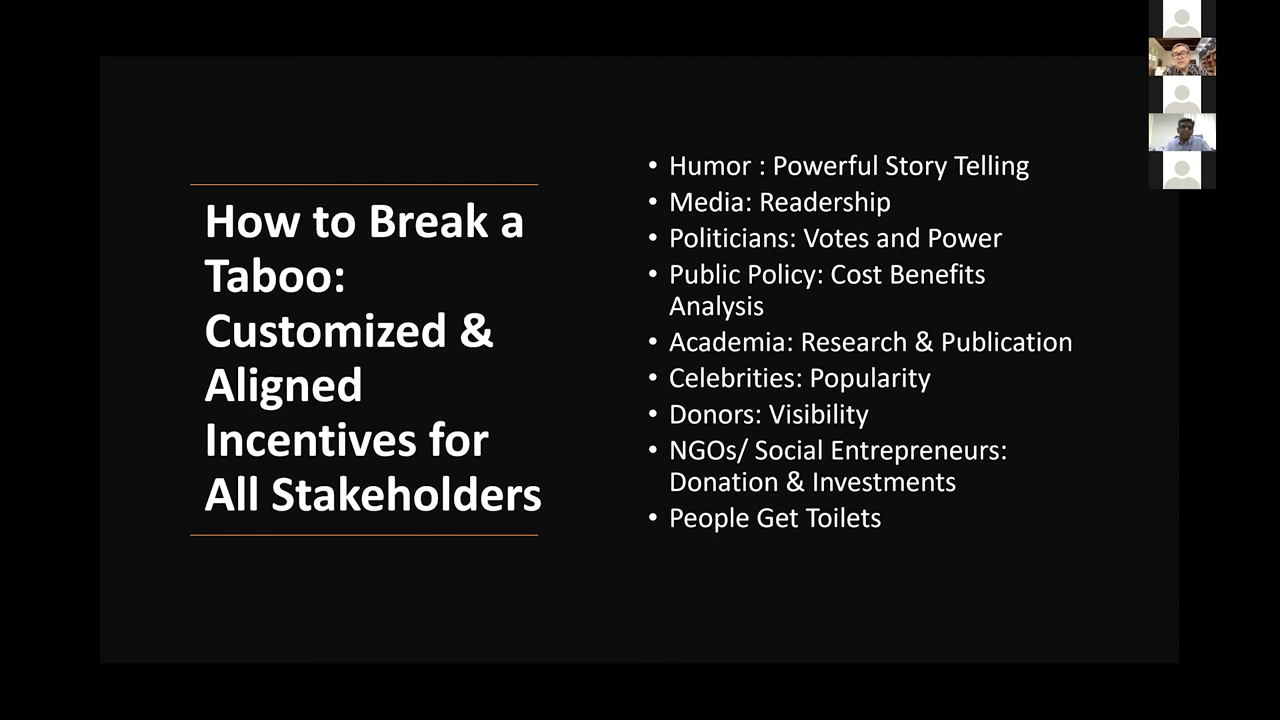 How to Break a
Taboo:
Customized &
Aligned
Incentives for
All Stakeholders
• Humor : Powerful Story Telling
• Media: Readership
• Politicians: Votes and Power
• Public Policy: Cost Benefits
Analysis
• Academia: Research & Publication
• Celebrities: Popularity
• Donors: Visibility
• NGOs/ Social Entrepreneurs:
Donation & Investments
• People Get Toilets